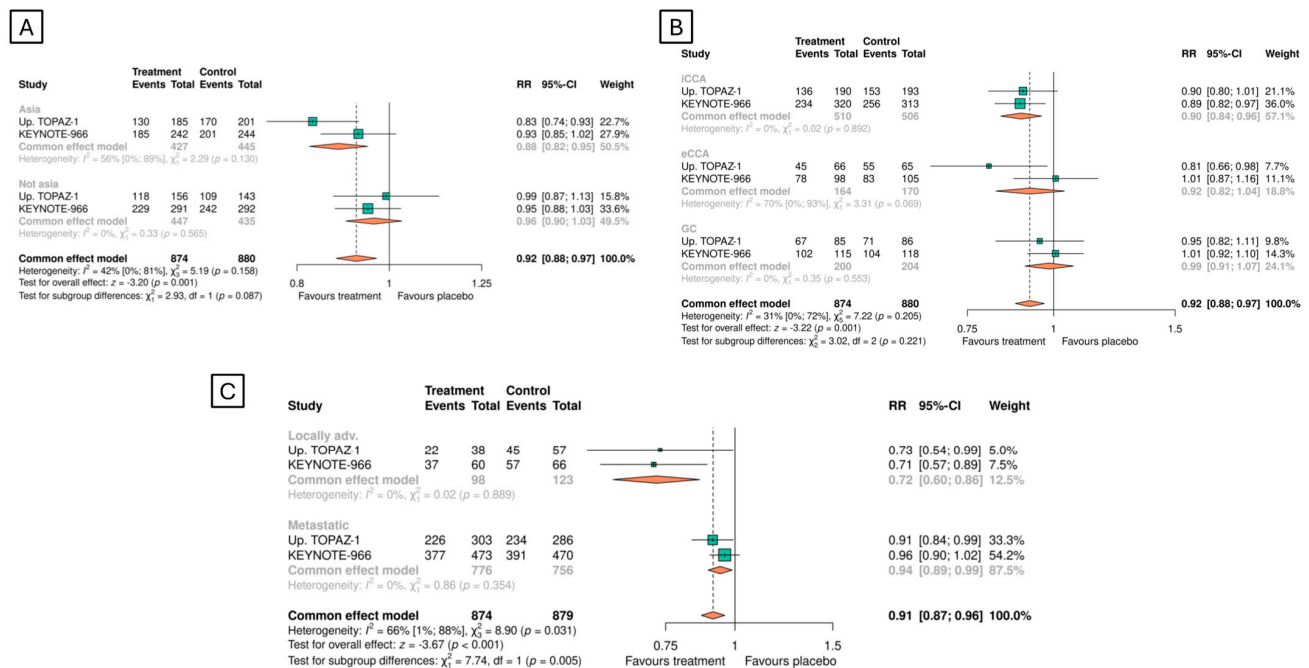 A
Treatment Control
Study Events Total Events Total RR 95%-CI Weight
Asia
Up. TOPAZ-1 130 185 170 201 0.83 [0.74; 0.93] 22.7%
KEYNOTE-966 185 242 201 244 0.93 [0.85; 1.02] 27.9%
Common effect model 427 445 0.88 [0.82; 0.95] 50.5%
Heterogeneity: I² = 56% [0%; 89%], χ²₁ = 2.29 (p = 0.130)
Not asia
Up. TOPAZ-1 118 156 109 143 0.99 [0.87; 1.13] 15.8%
KEYNOTE-966 229 291 242 292 0.95 [0.88; 1.03] 33.6%
Common effect model 447 435 0.96 [0.90; 1.03] 49.5%
Heterogeneity: I² = 0%, χ²₁ = 0.33 (p = 0.565)
Common effect model 874 880 0.92 [0.88; 0.97] 100.0%
Heterogeneity: I² = 42% [0%; 81%], χ²₃ = 5.19 (p = 0.158)
Test for overall effect: z = -3.20 (p = 0.001)
Test for subgroup differences: χ²₁ = 2.93, df = 1 (p = 0.087)
0.8 1 1.25
Favours treatment Favours placebo
B
Treatment Control
Study Events Total Events Total RR 95%-CI Weight
iCCA
Up. TOPAZ-1 136 190 153 193 0.90 [0.80; 1.01] 21.1%
KEYNOTE-966 234 320 256 313 0.89 [0.82; 0.97] 36.0%
Common effect model 510 506 0.90 [0.84; 0.96] 57.1%
Heterogeneity: I² = 0%, χ²₁ = 0.02 (p = 0.892)
eCCA
Up. TOPAZ-1 45 66 55 65 0.81 [0.66; 0.98] 7.7%
KEYNOTE-966 78 98 83 105 1.01 [0.87; 1.16] 11.1%
Common effect model 164 170 0.92 [0.82; 1.04] 18.8%
Heterogeneity: I² = 70% [0%; 93%], χ²₁ = 3.31 (p = 0.069)
GC
Up. TOPAZ-1 67 85 71 86 0.95 [0.82; 1.11] 9.8%
KEYNOTE-966 102 115 104 118 1.01 [0.92; 1.10] 14.3%
Common effect model 200 204 0.99 [0.91; 1.07] 24.1%
Heterogeneity: I² = 0%, χ²₁ = 0.35 (p = 0.553)
Common effect model 874 880 0.92 [0.88; 0.97] 100.0%
Heterogeneity: I² = 31% [0%; 72%], χ²₅ = 7.22 (p = 0.205)
Test for overall effect: z = -3.22 (p = 0.001)
Test for subgroup differences: χ²₂ = 3.02, df = 2 (p = 0.221)
0.75 1 1.5
Favours treatment Favours placebo
C
Treatment Control
Study Events Total Events Total RR 95%-CI Weight
Locally adv.
Up. TOPAZ-1 22 38 45 57 0.73 [0.54; 0.99] 5.0%
KEYNOTE-966 37 60 57 66 0.71 [0.57; 0.89] 7.5%
Common effect model 98 123 0.72 [0.60; 0.86] 12.5%
Heterogeneity: I² = 0%, χ²₁ = 0.02 (p = 0.889)
Metastatic
Up. TOPAZ-1 226 303 234 286 0.91 [0.84; 0.99] 33.3%
KEYNOTE-966 377 473 391 470 0.96 [0.90; 1.02] 54.2%
Common effect model 776 756 0.94 [0.89; 0.99] 87.5%
Heterogeneity: I² = 0%, χ²₁ = 0.86 (p = 0.354)
Common effect model 874 879 0.91 [0.87; 0.96] 100.0%
Heterogeneity: I² = 66% [1%; 88%], χ²₃ = 8.90 (p = 0.031)
Test for overall effect: z = -3.67 (p < 0.001)
Test for subgroup differences: χ²₁ = 7.74, df = 1 (p = 0.005)
0.75 1 1.5
Favours treatment Favours placebo